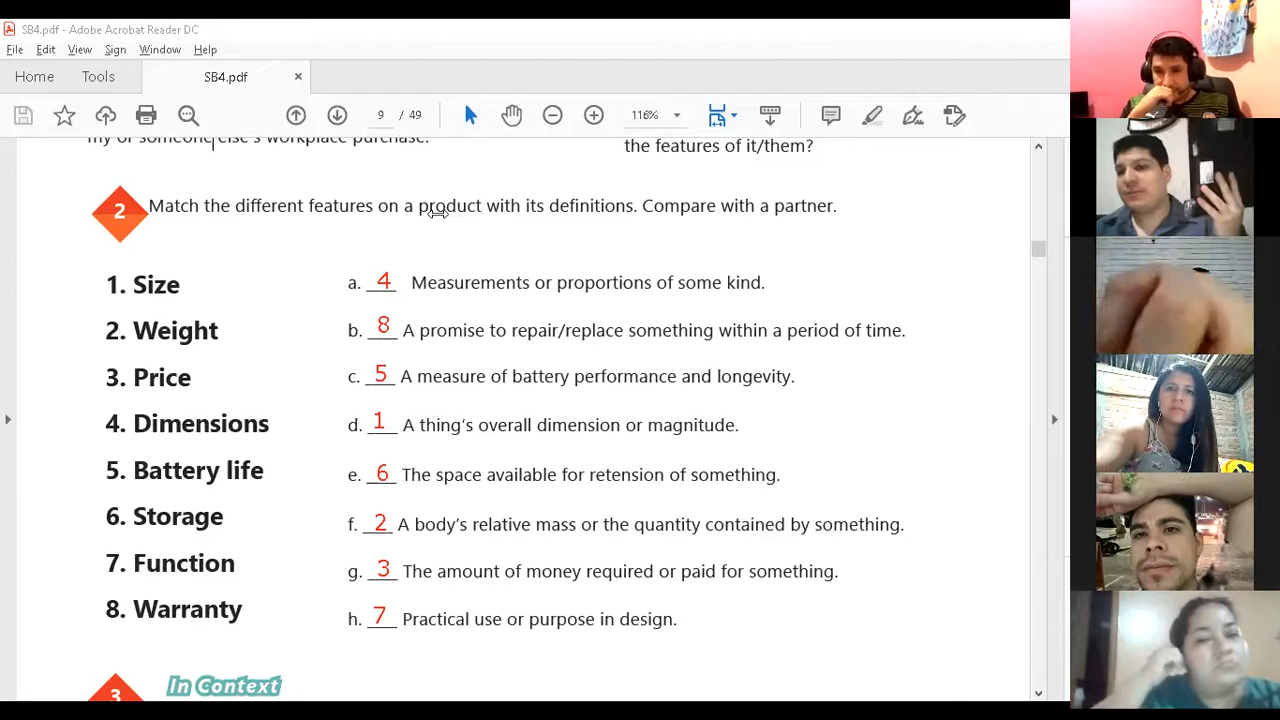 SB4.pdf - Adobe Acrobat Reader DC
File Edit View Sign Window Help
Home Tools SB4.pdf ×
9 / 49 116%
my or someone else's workplace purchase.
the features of it/them?
2 Match the different features on a product with its definitions. Compare with a partner.
1. Size a. 4 Measurements or proportions of some kind.
2. Weight b. 8 A promise to repair/replace something within a period of time.
3. Price c. 5 A measure of battery performance and longevity.
4. Dimensions d. 1 A thing's overall dimension or magnitude.
5. Battery life e. 6 The space available for retension of something.
6. Storage f. 2 A body's relative mass or the quantity contained by something.
7. Function g. 3 The amount of money required or paid for something.
8. Warranty h. 7 Practical use or purpose in design.
3 In Context